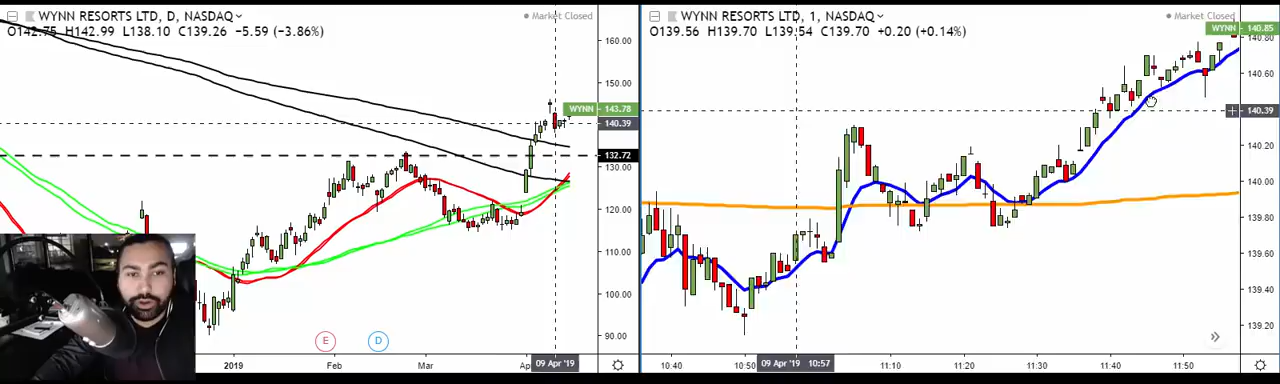 WYNN RESORTS LTD, D, NASDAQ
Market Closed
O142.75 H142.99 L138.10 C139.26 −5.59 (−3.86%)
160.00
150.00
WYNN 143.78
140.39
132.72
130.00
120.00
110.00
100.00
90.00
E
D
2019
Feb
Mar
09 Apr '19
WYNN RESORTS LTD, 1, NASDAQ
Market Closed
O139.56 H139.70 L139.54 C139.70 +0.20 (+0.14%)
WYNN 140.85
140.60
140.39
140.20
140.00
139.80
139.60
139.40
139.20
10:40
10:50
09 Apr '19 10:57
11:10
11:20
11:30
11:40
11:50